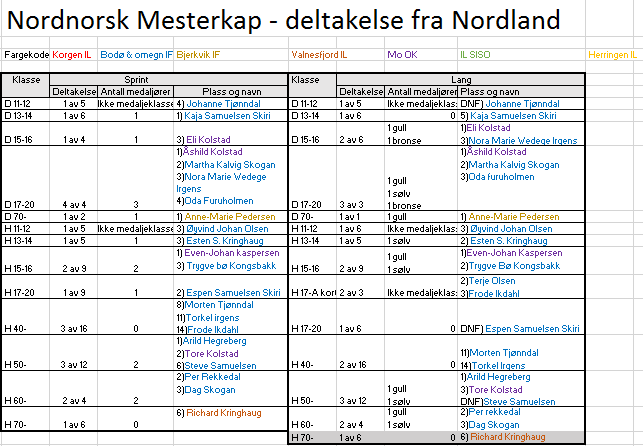 Nordnorsk Mesterkap - deltakelse fra Nordland
Fargekode Korgen IL Bodø & omegn IF Bjerkvik IF Valnesfjord IL Mo OK IL SISO Herringen IL
Klasse Sprint Klasse Lang
Deltakelse Antall medaljører Plass og navn Deltakelse Antall medaljører Plass og navn
D 11-12 1 av 5 Ikke medaljeklasse 4) Johanne Tjønndal D 11-12 1 av 5 Ikke medaljeklas: DNF) Johanne Tjønndal
D 13-14 1 av 6 1 1) Kaja Samuelsen Skiri D 13-14 1 av 6 0 5) Kaja Samuelsen Skiri
1 gull 1)Eli Kolstad
D 15-16 1 av 4 1 3) Eli Kolstad D 15-16 2 av 6 1 bronse 3)Nora Marie Wedege Irgens
1)Åshild Kolstad 1)Åshild Kolstad
2)Martha Kalvig Skogan 2)Martha Kalvig Skogan
3)Nora Marie Wedege 1 gull 3)Oda furuholmen
Irgens 1 sølv
D 17-20 4 av 4 3 4)Oda Furuholmen D 17-20 3 av 3 1 bronse
D 70- 1 av 2 1 1) Anne-Marie Pedersen D 70- 1 av 1 1 gull 1) Anne-Marie Pedersen
H 11-12 1 av 5 Ikke medaljeklasse 3) Øyvind Johan Olsen H 11-12 1 av 6 Ikke medaljeklas: 3) Øyvind Johan Olsen
H 13-14 1 av 5 1 3) Esten S. Kringhaug H 13-14 1 av 5 1 sølv 2) Esten S. Kringhaug
1)Even-Johan kaspersen 1 gull 1)Even-Johan Kaspersen
H 15-16 2 av 9 2 3) Trygve bø Kongsbakk H 15-16 2 av 9 1 sølv 2)Trygve Bø Kongsbakk
2)Terje Olsen
H 17-20 1 av 9 1 2) Espen Samuelsen Skiri H 17-A kort 2 av 3 Ikke medaljeklas: 3)Frode Ikdahl
8)Morten Tjønndal
11)Torkel irgens
H 40- 3 av 16 0 14)Frode Ikdahl H 17-20 1 av 6 0 DNF) Espen Samuelsen Skiri
1)Arild Hegreberg
2)Tore Kolstad 11)Morten Tjønndal
H 50- 3 av 12 2 6)Steve Samuelsen H 40- 2 av 16 0 14)Torkel Irgens
2)Per Rekkedal 1)Arild Hegreberg
3)Dag Skogan 1 gull 3)Tore Kolstad
H 60- 2 av 4 2 H 50- 3 av 12 1 sølv DNF)Steve Samuelsen
6) Richard Kringhaug 1 gull 2)Per rekkedal
H 70- 1 av 6 0 H 60- 2 av 4 1 sølv 3)Dag Skogan
H 70- 1 av 6 0 6) Richard Kringhaug